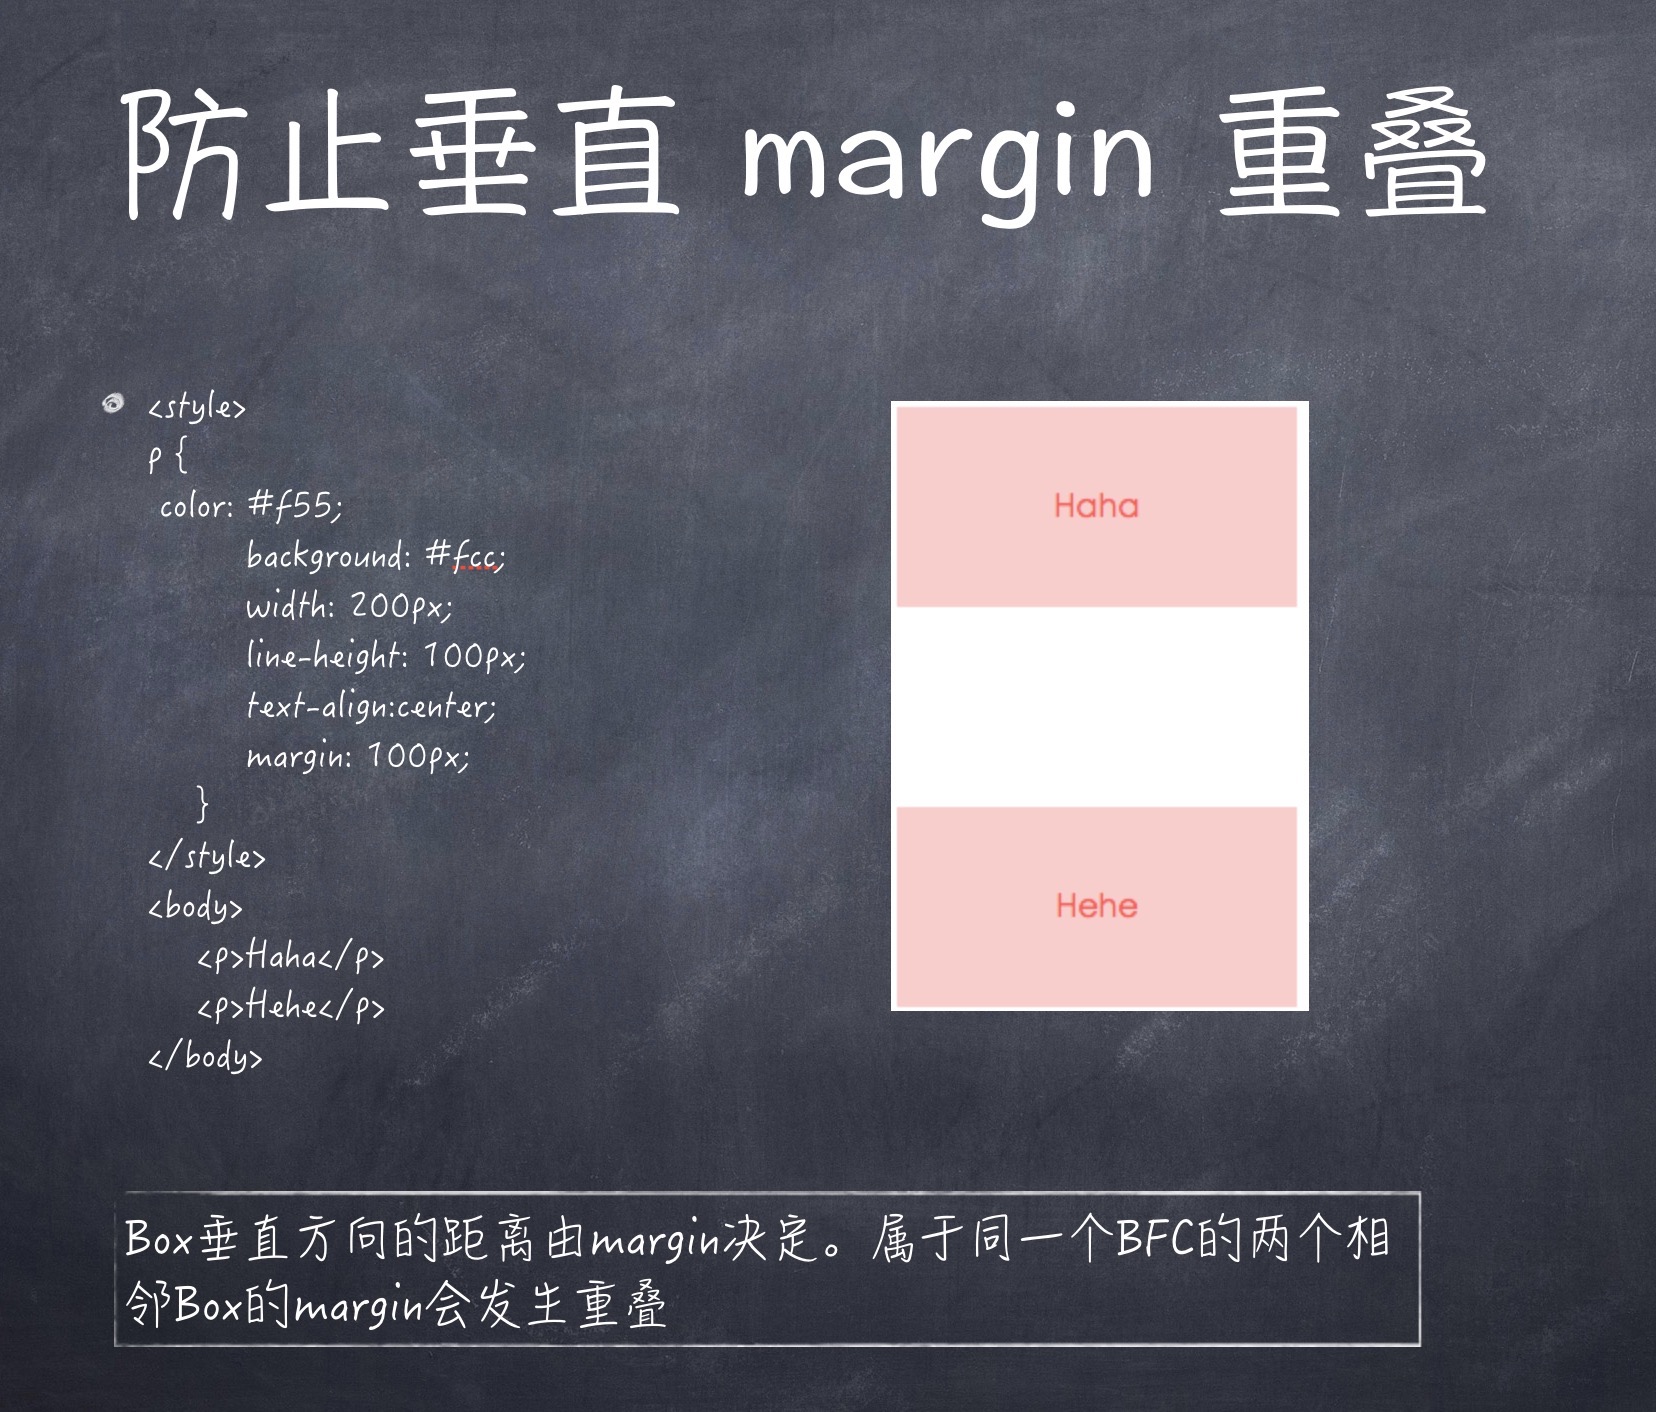 防止垂直 margin 重叠
<style>
p {
color: #f55;
background: #fcc;
width: 200px;
line-height: 100px;
text-align:center;
margin: 100px;
}
</style>
<body>
<p>Haha</p>
<p>Hehe</p>
</body>
Haha
Hehe
Box垂直方向的距离由margin决定。属于同一个BFC的两个相
邻Box的margin会发生重叠